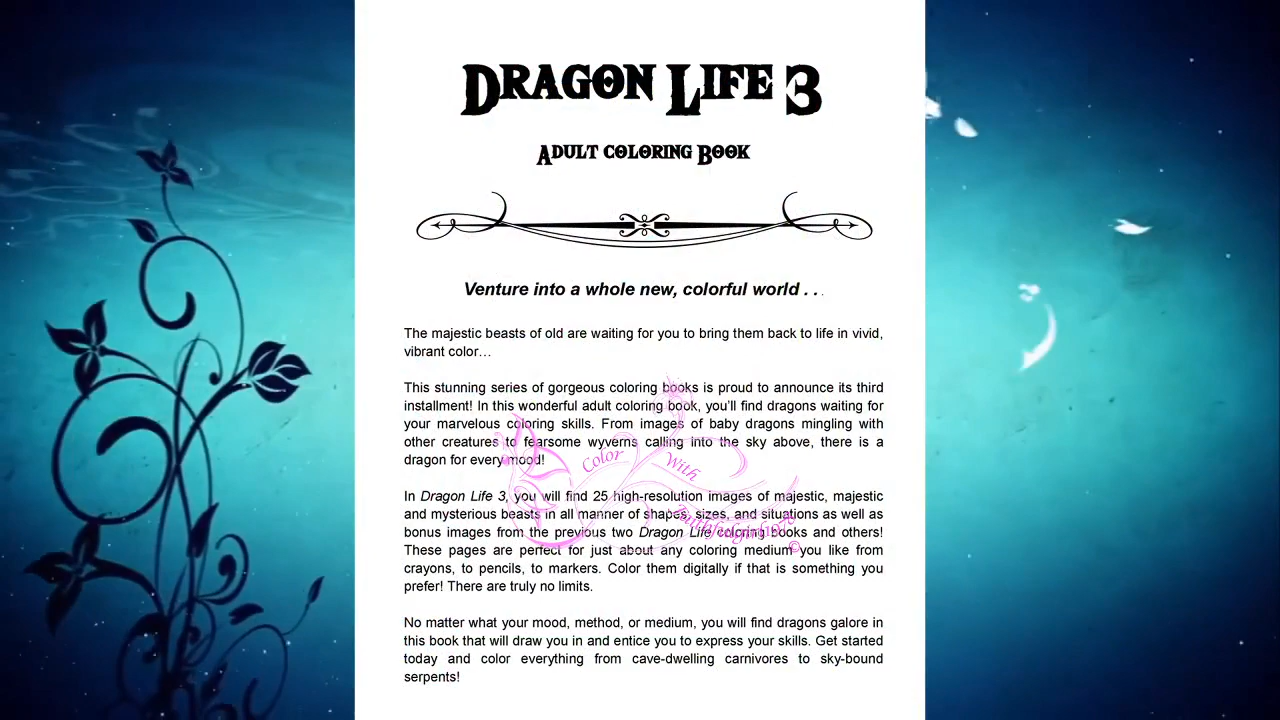 Dragon Life 3
Adult coloring Book
Venture into a whole new, colorful world . . .
The majestic beasts of old are waiting for you to bring them back to life in vivid,
vibrant color…
This stunning series of gorgeous coloring books is proud to announce its third
installment! In this wonderful adult coloring book, you’ll find dragons waiting for
your marvelous coloring skills. From images of baby dragons mingling with
other creatures to fearsome wyverns calling into the sky above, there is a
dragon for every mood!
Color With
In Dragon Life 3, you will find 25 high-resolution images of majestic, majestic
and mysterious beasts in all manner of shapes, sizes, and situations as well as
bonus images from the previous two Dragon Life coloring books and others!
Faithfulgirl1976 ©
These pages are perfect for just about any coloring medium you like from
crayons, to pencils, to markers. Color them digitally if that is something you
prefer! There are truly no limits.
No matter what your mood, method, or medium, you will find dragons galore in
this book that will draw you in and entice you to express your skills. Get started
today and color everything from cave-dwelling carnivores to sky-bound
serpents!